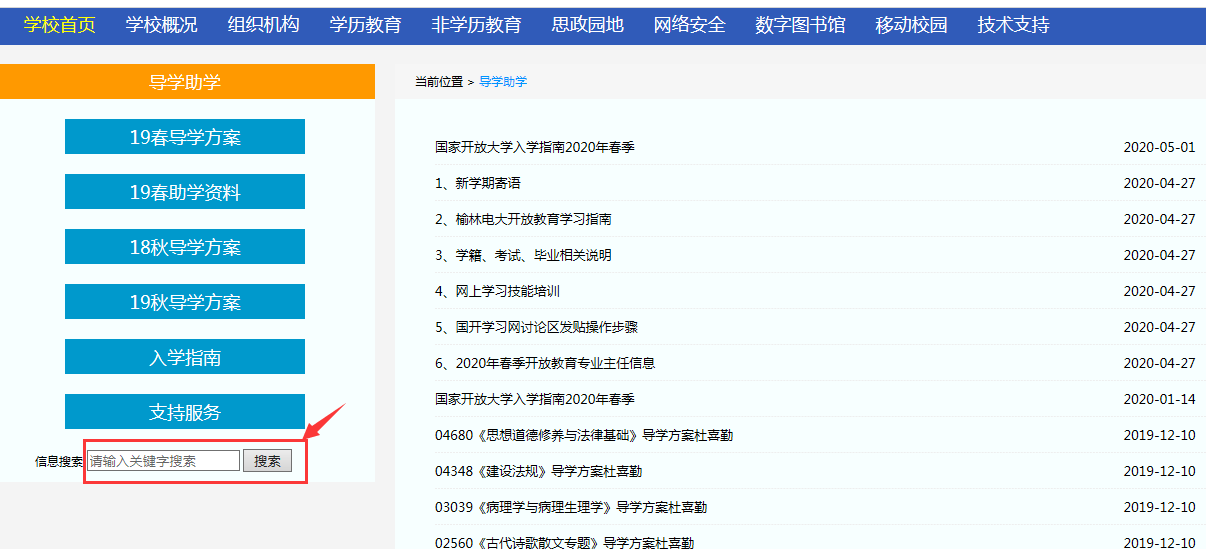 学校首页 学校概况 组织机构 学历教育 非学历教育 思政园地 网络安全 数字图书馆 移动校园 技术支持
导学助学
19春导学方案
19春助学资料
18秋导学方案
19秋导学方案
入学指南
支持服务
信息搜索 请输入关键字搜索 搜索
当前位置 > 导学助学
国家开放大学入学指南2020年春季 2020-05-01
1、新学期寄语 2020-04-27
2、榆林电大开放教育学习指南 2020-04-27
3、学籍、考试、毕业相关说明 2020-04-27
4、网上学习技能培训 2020-04-27
5、国开学习网讨论区发贴操作步骤 2020-04-27
6、2020年春季开放教育专业主任信息 2020-04-27
国家开放大学入学指南2020年春季 2020-01-14
04680《思想道德修养与法律基础》导学方案杜喜勤 2019-12-10
04348《建设法规》导学方案杜喜勤 2019-12-10
03039《病理学与病理生理学》导学方案杜喜勤 2019-12-10
02560《古代诗歌散文专题》导学方案杜喜勤 2019-12-10